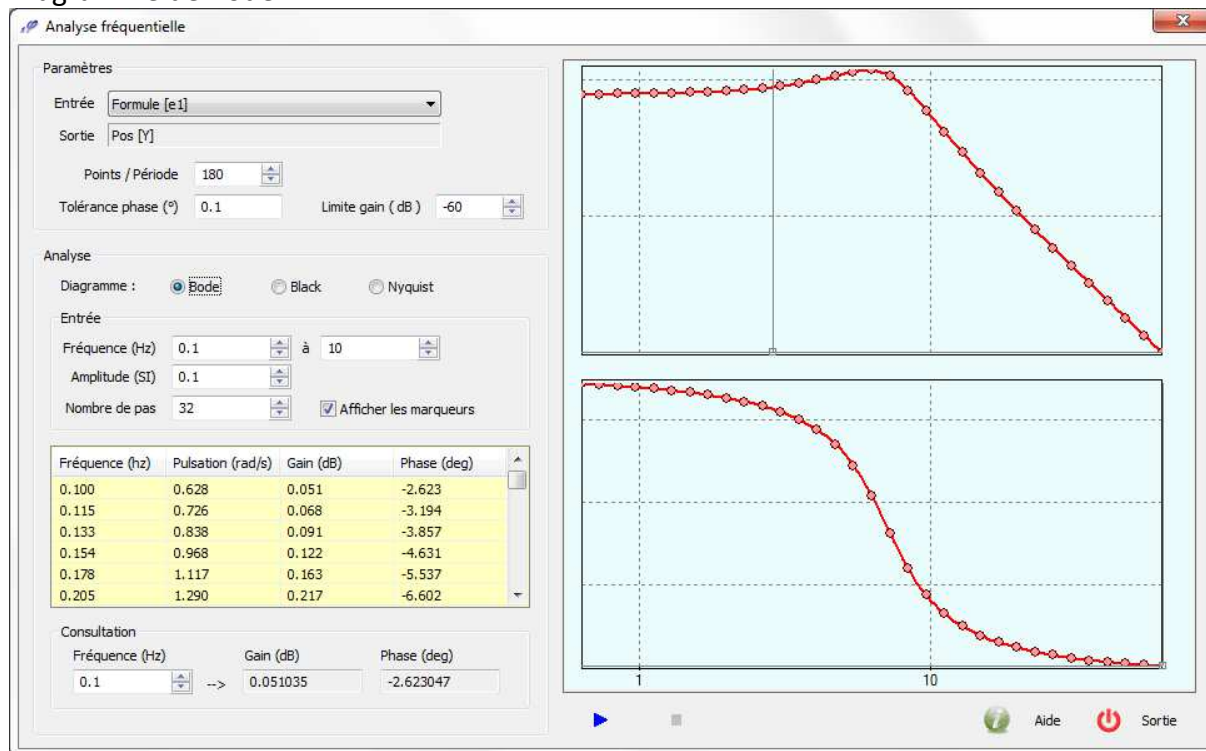 Analyse fréquentielle
Paramètres
Entrée Formule [e1]
Sortie Pos [Y]
Points / Période 180
Tolérance phase (º) 0.1 Limite gain ( dB ) -60
Analyse
Diagramme : Bode Black Nyquist
Entrée
Fréquence (Hz) 0.1 à 10
Amplitude (SI) 0.1
Nombre de pas 32 Afficher les marqueurs
Fréquence (hz) Pulsation (rad/s) Gain (dB) Phase (deg)
0.100 0.628 0.051 -2.623
0.115 0.726 0.068 -3.194
0.133 0.838 0.091 -3.857
0.154 0.968 0.122 -4.631
0.178 1.117 0.163 -5.537
0.205 1.290 0.217 -6.602
Consultation
Fréquence (Hz) Gain (dB) Phase (deg)
0.1 --> 0.051035 -2.623047
1 10
Aide Sortie